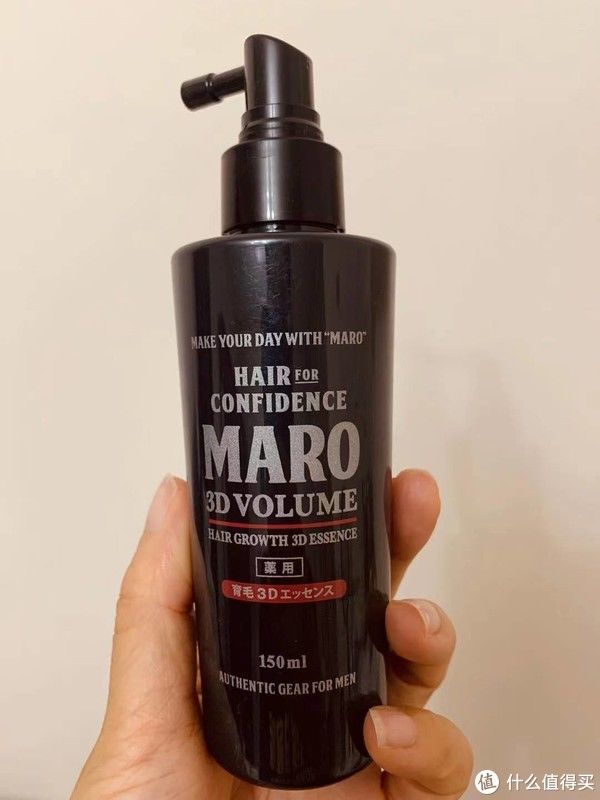 MAKE YOUR DAY WITH "MARO"
HAIR FOR
CONFIDENCE
MARO
3D VOLUME
HAIR GROWTH 3D ESSENCE
薬用
育毛3Dエッセンス
150ml
AUTHENTIC GEAR FOR MEN
值 什么值得买